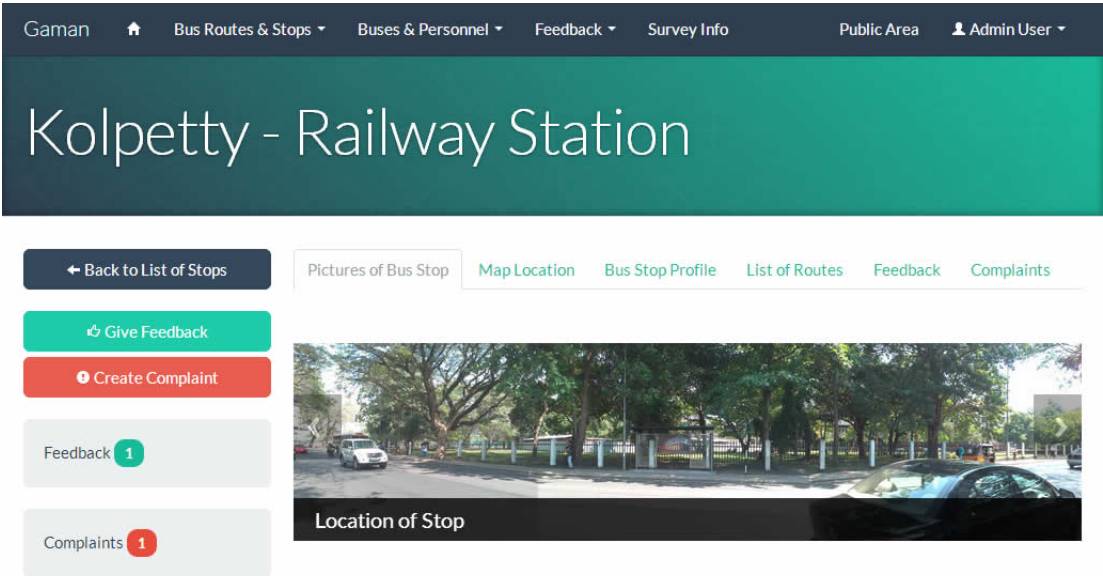 Gaman Bus Routes & Stops Buses & Personnel Feedback Survey Info Public Area Admin User
Kolpetty - Railway Station
Back to List of Stops
Pictures of Bus Stop Map Location Bus Stop Profile List of Routes Feedback Complaints
Give Feedback
Create Complaint
Feedback 1
Location of Stop
Complaints 1